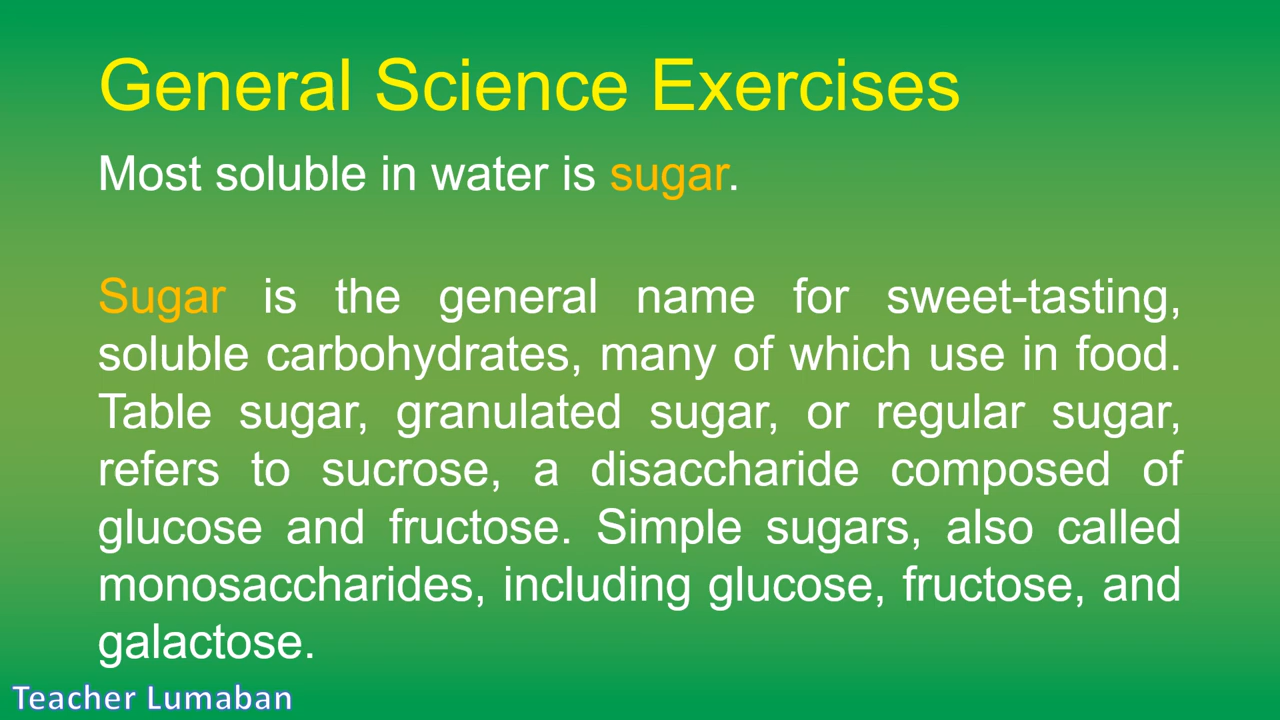 General Science Exercises
Most soluble in water is sugar.
Sugar is the general name for sweet-tasting,
soluble carbohydrates, many of which use in food.
Table sugar, granulated sugar, or regular sugar,
refers to sucrose, a disaccharide composed of
glucose and fructose. Simple sugars, also called
monosaccharides, including glucose, fructose, and
galactose.
Teacher Lumaban